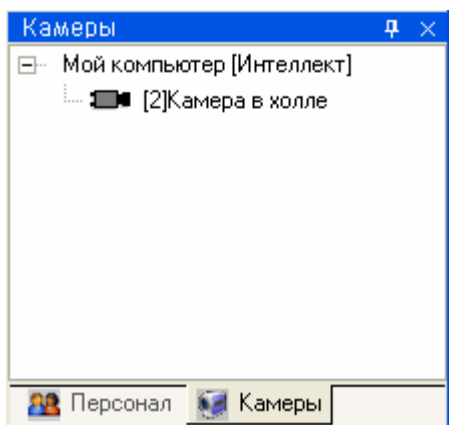 Камеры
Мой компьютер [Интеллект]
[2]Камера в холле
Персонал Камеры